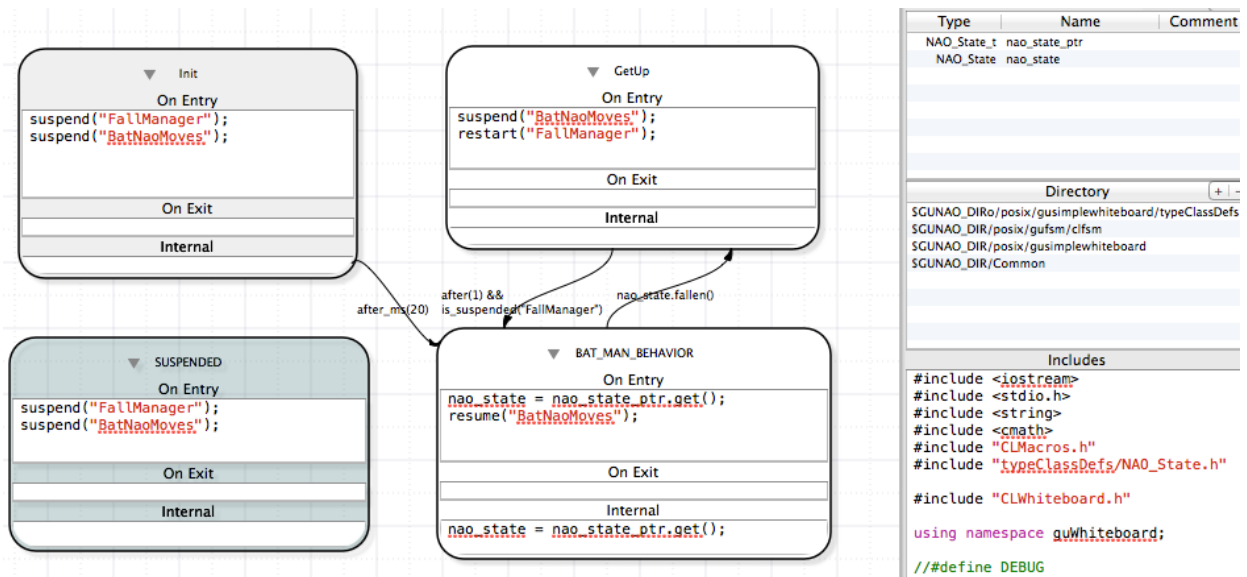 Init
On Entry
suspend("FallManager");
suspend("BatNaoMoves");
On Exit
Internal
GetUp
On Entry
suspend("BatNaoMoves");
restart("FallManager");
On Exit
Internal
after_ms(20)
after(1) &&
is_suspended("FallManager")
nao_state.fallen()
SUSPENDED
On Entry
suspend("FallManager");
suspend("BatNaoMoves");
On Exit
Internal
BAT_MAN_BEHAVIOR
On Entry
nao_state = nao_state_ptr.get();
resume("BatNaoMoves");
On Exit
Internal
nao_state = nao_state_ptr.get();
Type Name Comment
NAO_State_t nao_state_ptr
NAO_State nao_state
Directory + -
$GUNAO_DIRo/posix/gusimplewhiteboard/typeClassDefs
$GUNAO_DIR/posix/gufsm/clfsm
$GUNAO_DIR/posix/gusimplewhiteboard
$GUNAO_DIR/Common
Includes
#include <iostream>
#include <stdio.h>
#include <string>
#include <cmath>
#include "CLMacros.h"
#include "typeClassDefs/NAO_State.h"
#include "CLWhiteboard.h"
using namespace guWhiteboard;
//#define DEBUG